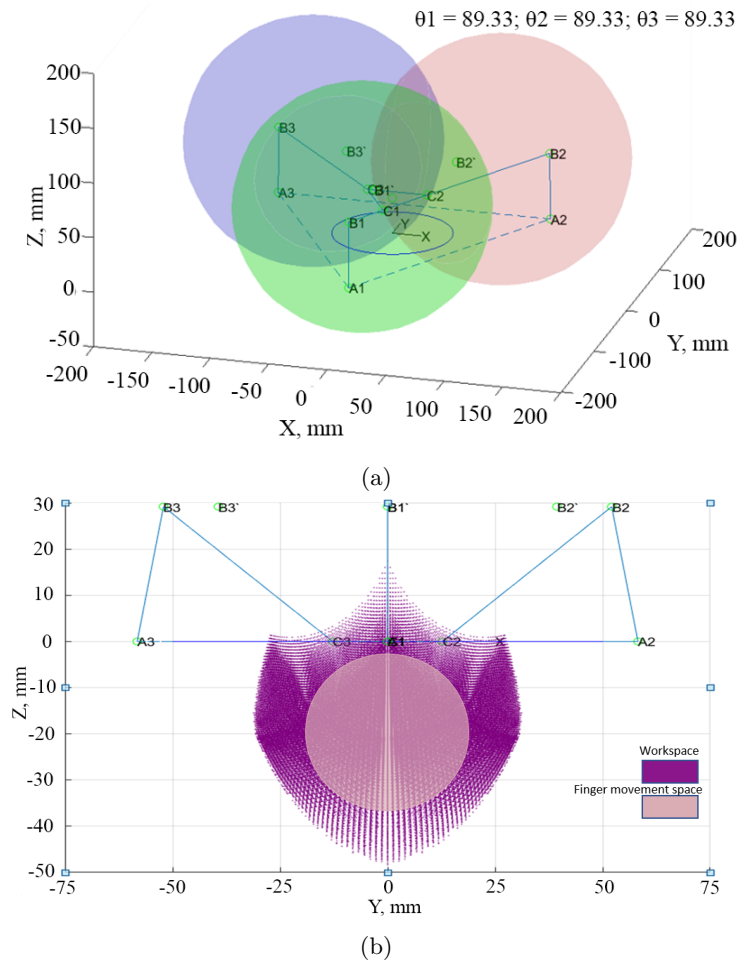 θ1 = 89.33; θ2 = 89.33; θ3 = 89.33
200
150
100
50
0
-50
Z, mm
B3
B3`
B2`
B2
A3
B1`
C2
C1
B1
Y
X
A2
A1
200
100
0
-100
-200
Y, mm
-200
-150
-100
-50
0
50
100
150
200
X, mm
(a)
30
20
10
0
-10
-20
-30
-40
-50
Z, mm
B3
B3`
B1`
B2`
B2
A3
C3
C2
X
A2
Workspace
Finger movement space
-75
-50
-25
0
25
50
75
Y, mm
(b)